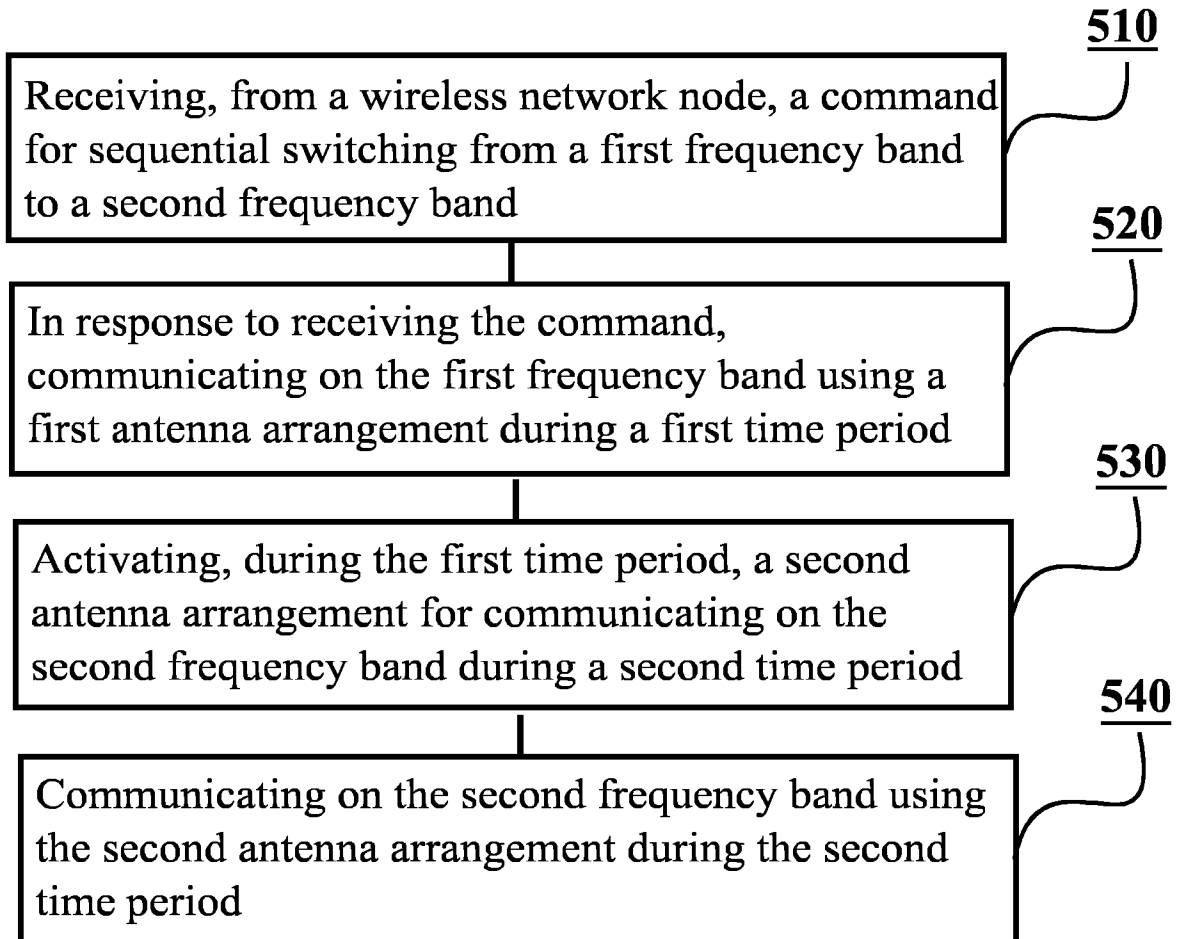 510
Receiving, from a wireless network node, a command
for sequential switching from a first frequency band
to a second frequency band
520
In response to receiving the command,
communicating on the first frequency band using a
first antenna arrangement during a first time period
530
Activating, during the first time period, a second
antenna arrangement for communicating on the
second frequency band during a second time period
540
Communicating on the second frequency band using
the second antenna arrangement during the second
time period